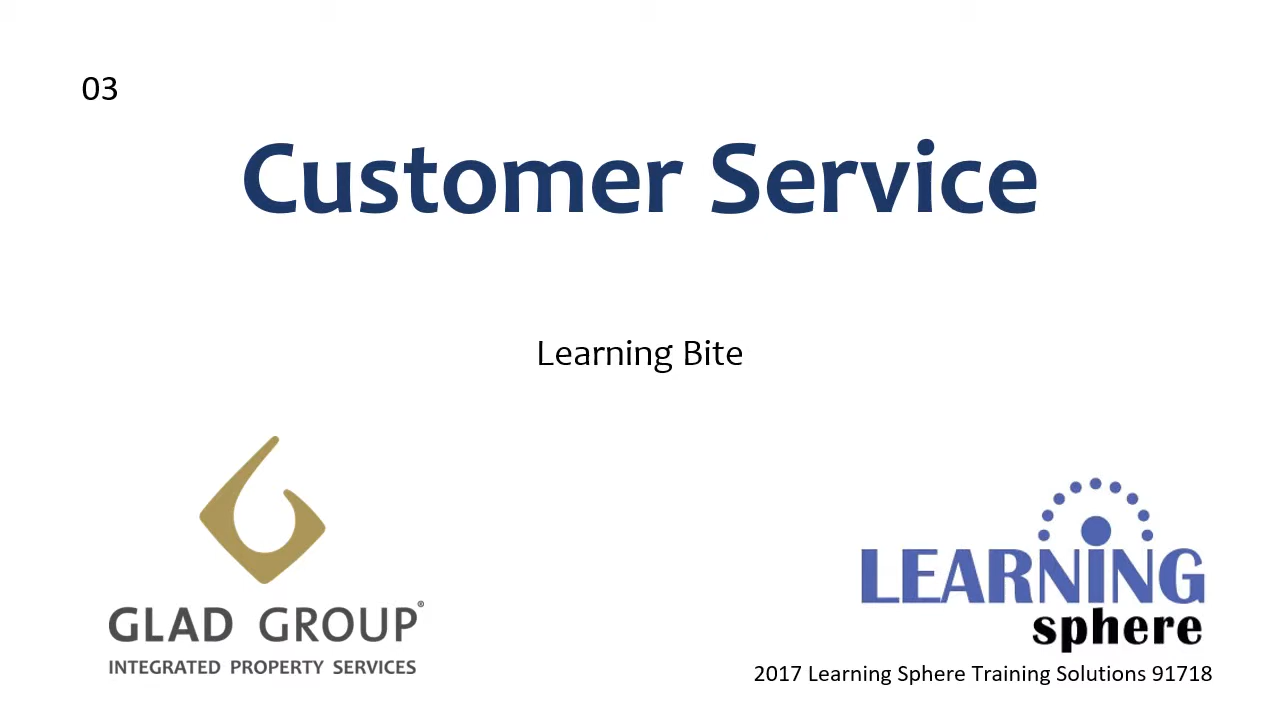 03
Customer Service
Learning Bite
GLAD GROUP®
INTEGRATED PROPERTY SERVICES
LEARNING
sphere
2017 Learning Sphere Training Solutions 91718